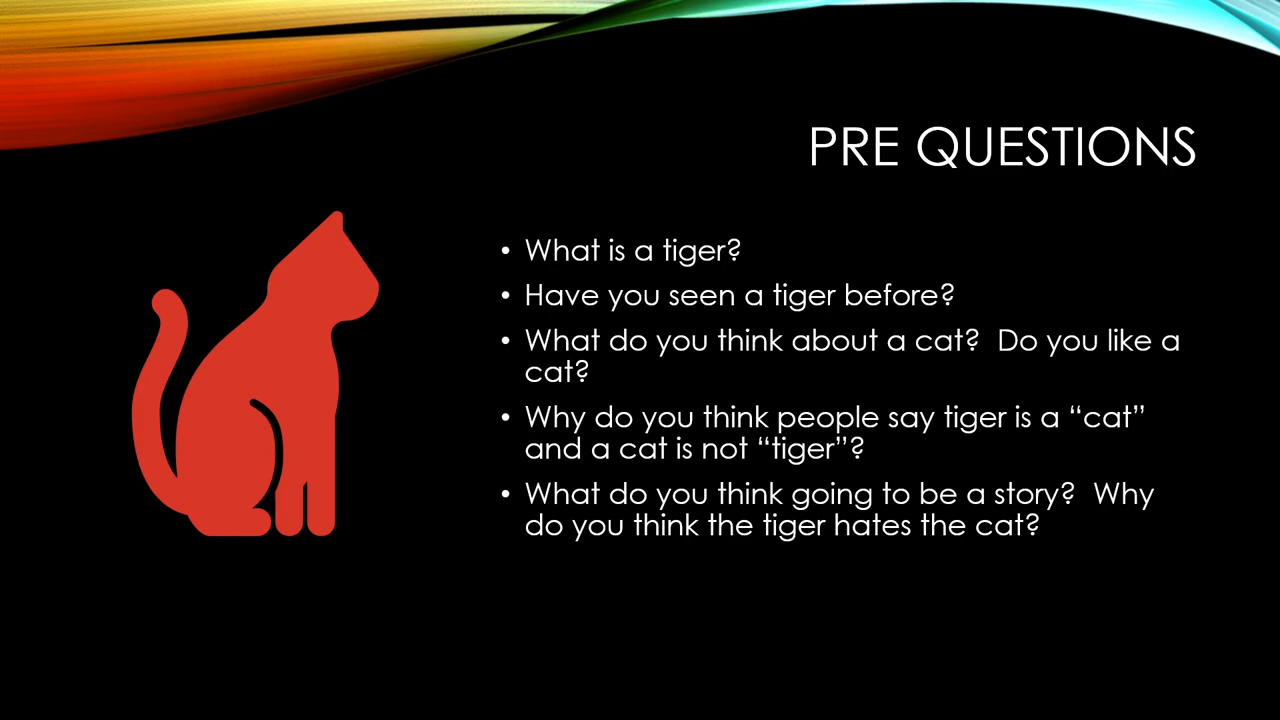 PRE QUESTIONS
• What is a tiger?
• Have you seen a tiger before?
• What do you think about a cat?  Do you like a
cat?
• Why do you think people say tiger is a “cat”
and a cat is not “tiger”?
• What do you think going to be a story?  Why
do you think the tiger hates the cat?